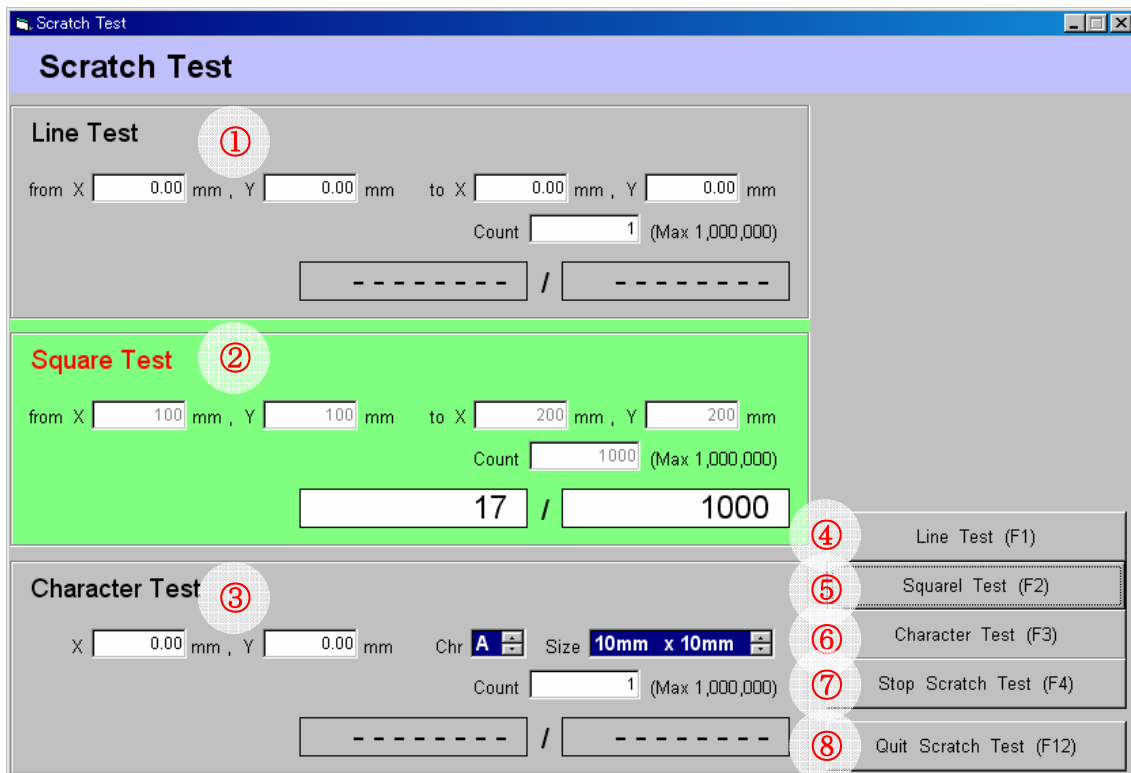 Scratch Test
Scratch Test
Line Test ①
from X 0.00 mm , Y 0.00 mm to X 0.00 mm , Y 0.00 mm
Count 1 (Max 1,000,000)
- - - - - - - - / - - - - - - - -
Square Test ②
from X 100 mm , Y 100 mm to X 200 mm , Y 200 mm
Count 1000 (Max 1,000,000)
17 / 1000
Character Test ③
X 0.00 mm , Y 0.00 mm Chr A Size 10mm x 10mm
Count 1 (Max 1,000,000)
- - - - - - - - / - - - - - - - -
④ Line Test (F1)
⑤ Squarel Test (F2)
⑥ Character Test (F3)
⑦ Stop Scratch Test (F4)
⑧ Quit Scratch Test (F12)